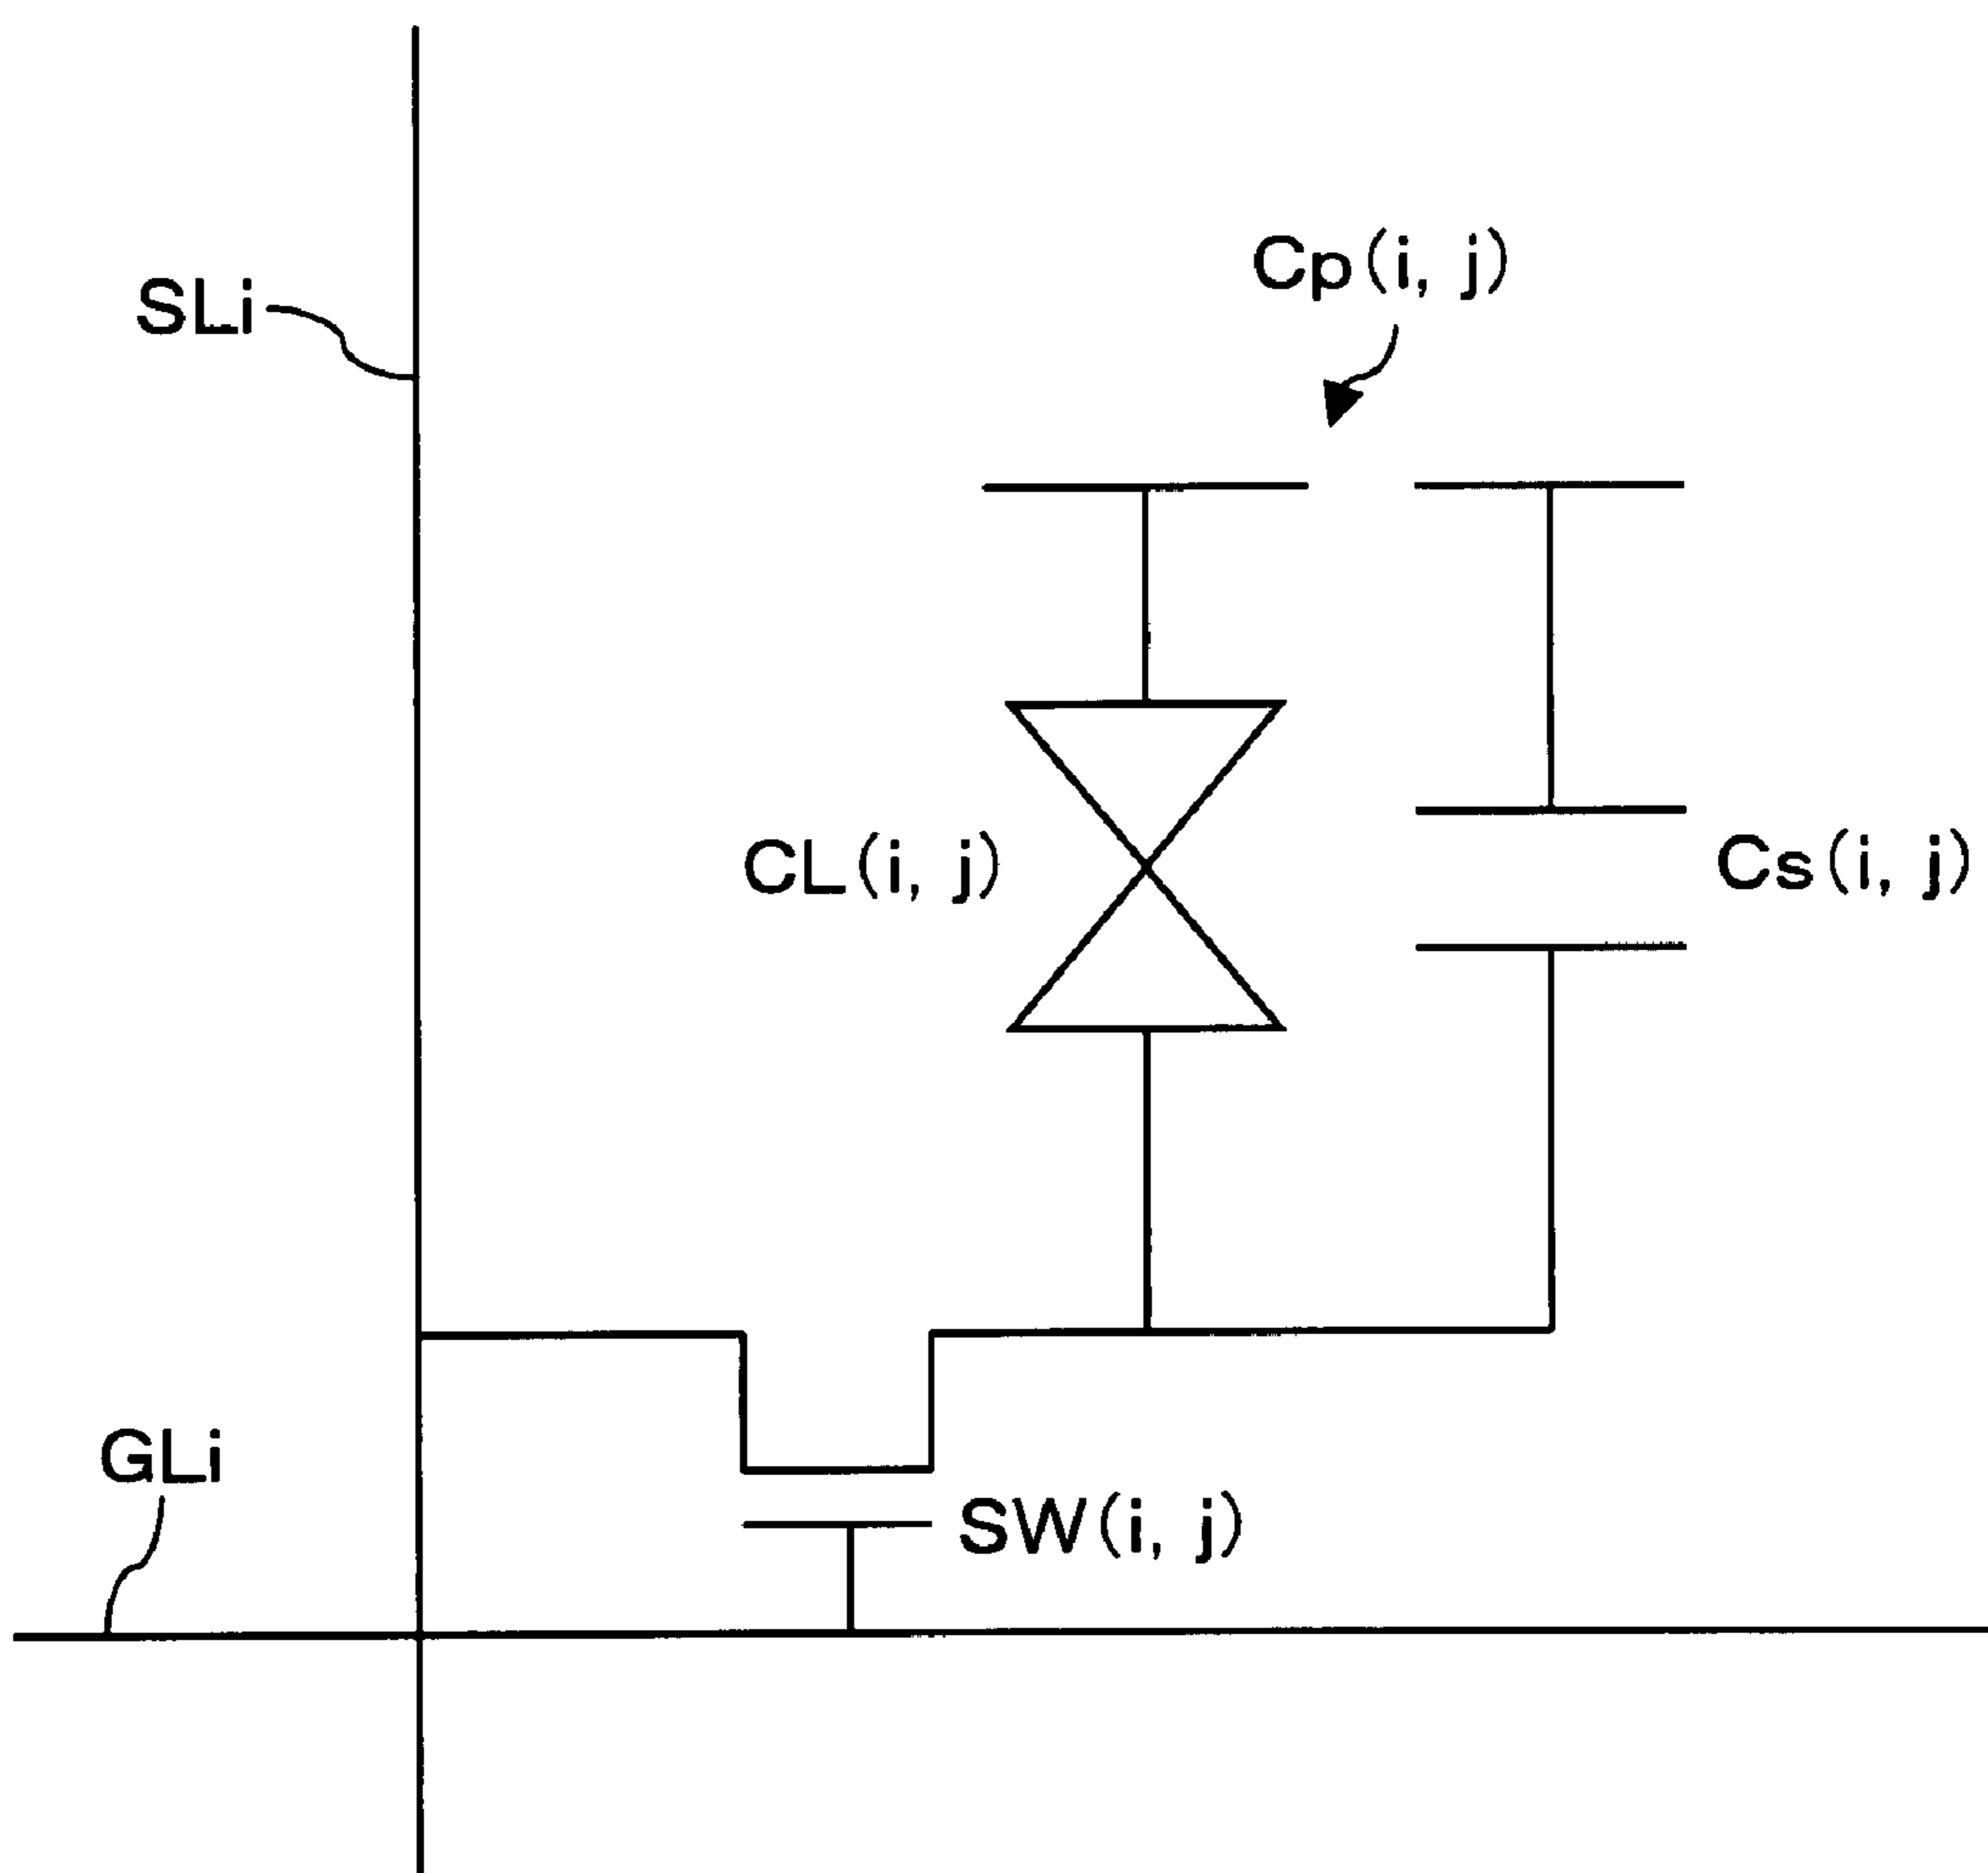 Cp(i, j)
SLi
CL(i, j)
Cs(i, j)
GLi
SW(i, j)